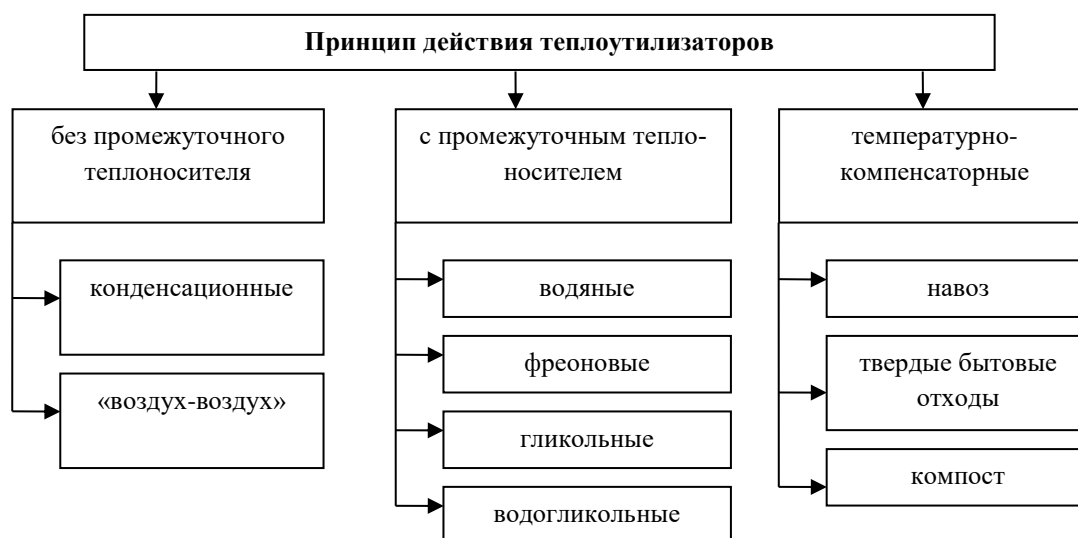 Принцип действия теплоутилизаторов
без промежуточного
теплоносителя
конденсационные
«воздух-воздух»
с промежуточным тепло-
носителем
водяные
фреоновые
гликольные
водогликольные
температурно-
компенсаторные
навоз
твердые бытовые
отходы
компост